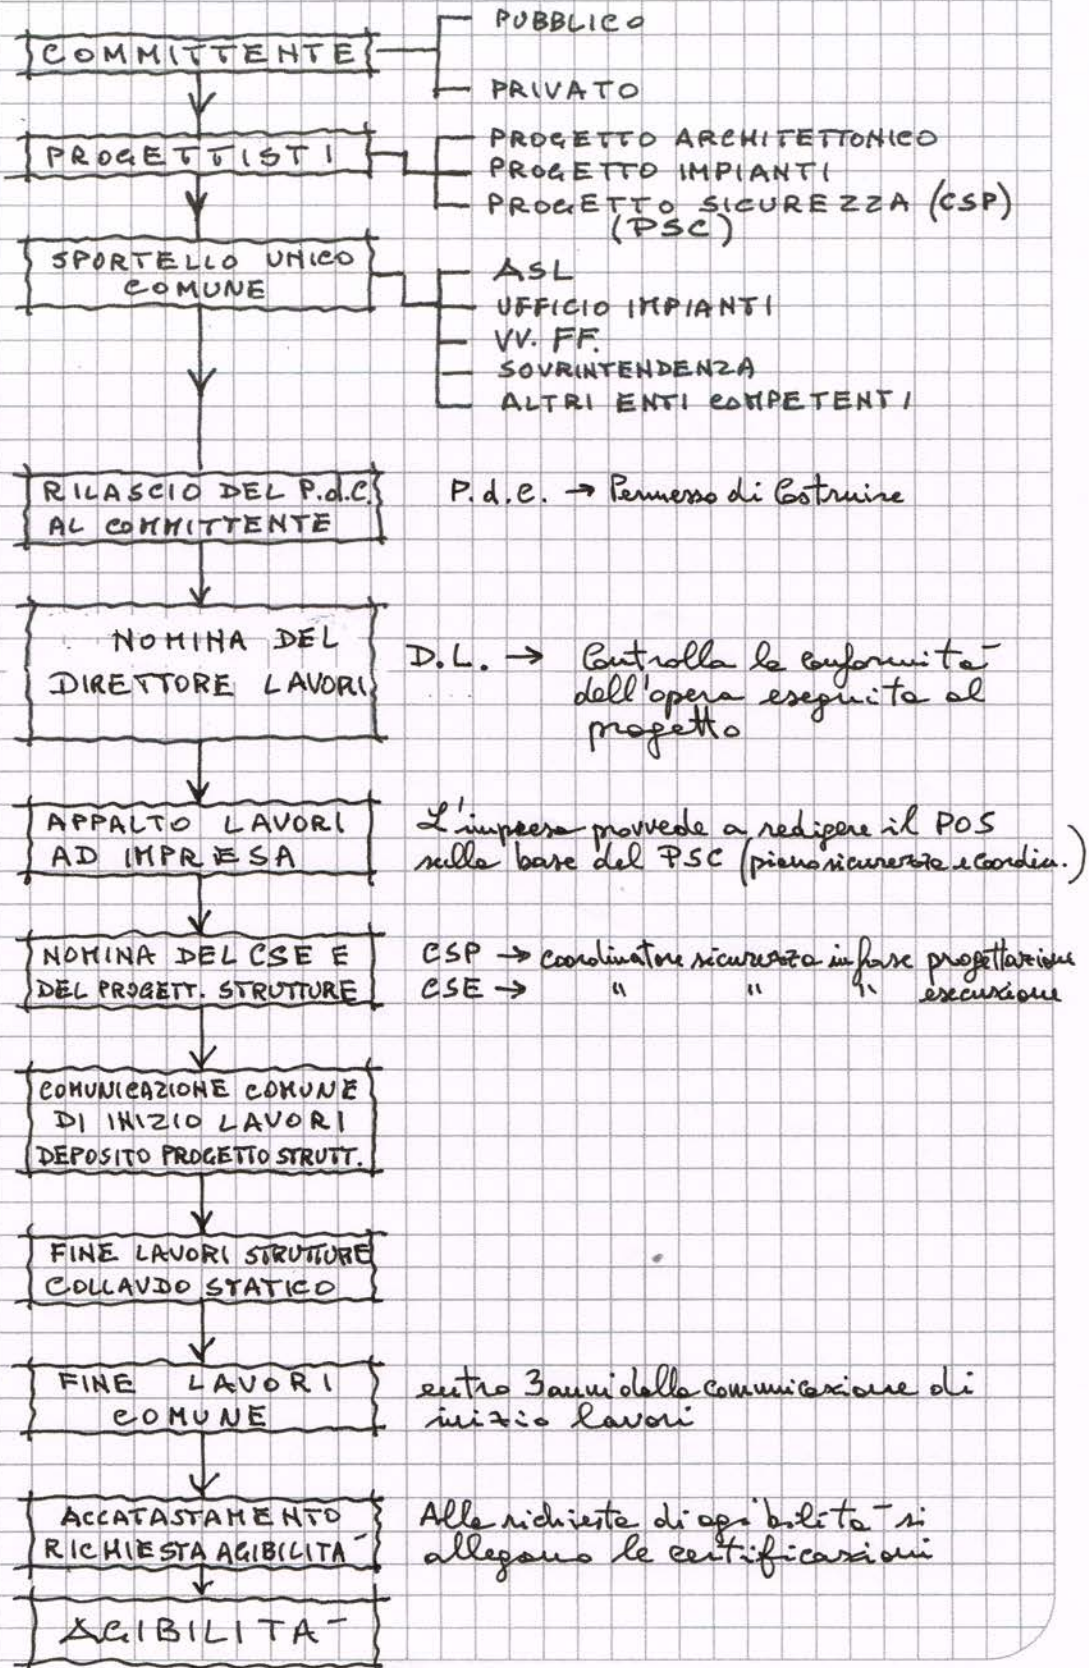 COMMITTENTE
PUBBLICO
PRIVATO
PROGETTISTI
PROGETTO ARCHITETTONICO
PROGETTO IMPIANTI
PROGETTO SICUREZZA (CSP)
(PSC)
SPORTELLO UNICO
COMUNE
ASL
UFFICIO IMPIANTI
VV. FF.
SOVRINTENDENZA
ALTRI ENTI COMPETENTI
RILASCIO DEL P.d.C.
AL COMMITTENTE
P.d.C. → Permesso di Costruire
NOMINA DEL
DIRETTORE LAVORI
D.L. → Controlla la conformità
dell'opera eseguita al
progetto
APPALTO LAVORI
AD IMPRESA
L'impresa provvede a redigere il POS
sulla base del PSC (piano sicurezza e coordin.)
NOMINA DEL CSE E
DEL PROGETT. STRUTTURE
CSP → coordinatore sicurezza in fase progettazione
CSE → " " " esecuzione
COMUNICAZIONE COMUNE
DI INIZIO LAVORI
DEPOSITO PROGETTO STRUTT.
FINE LAVORI STRUTTURE
COLLAUDO STATICO
FINE LAVORI
COMUNE
entro 3 anni dalla comunicazione di
inizio lavori
ACCATASTAMENTO
RICHIESTA AGIBILITÀ
Alla richiesta di agibilità si
allegano le certificazioni
AGIBILITÀ